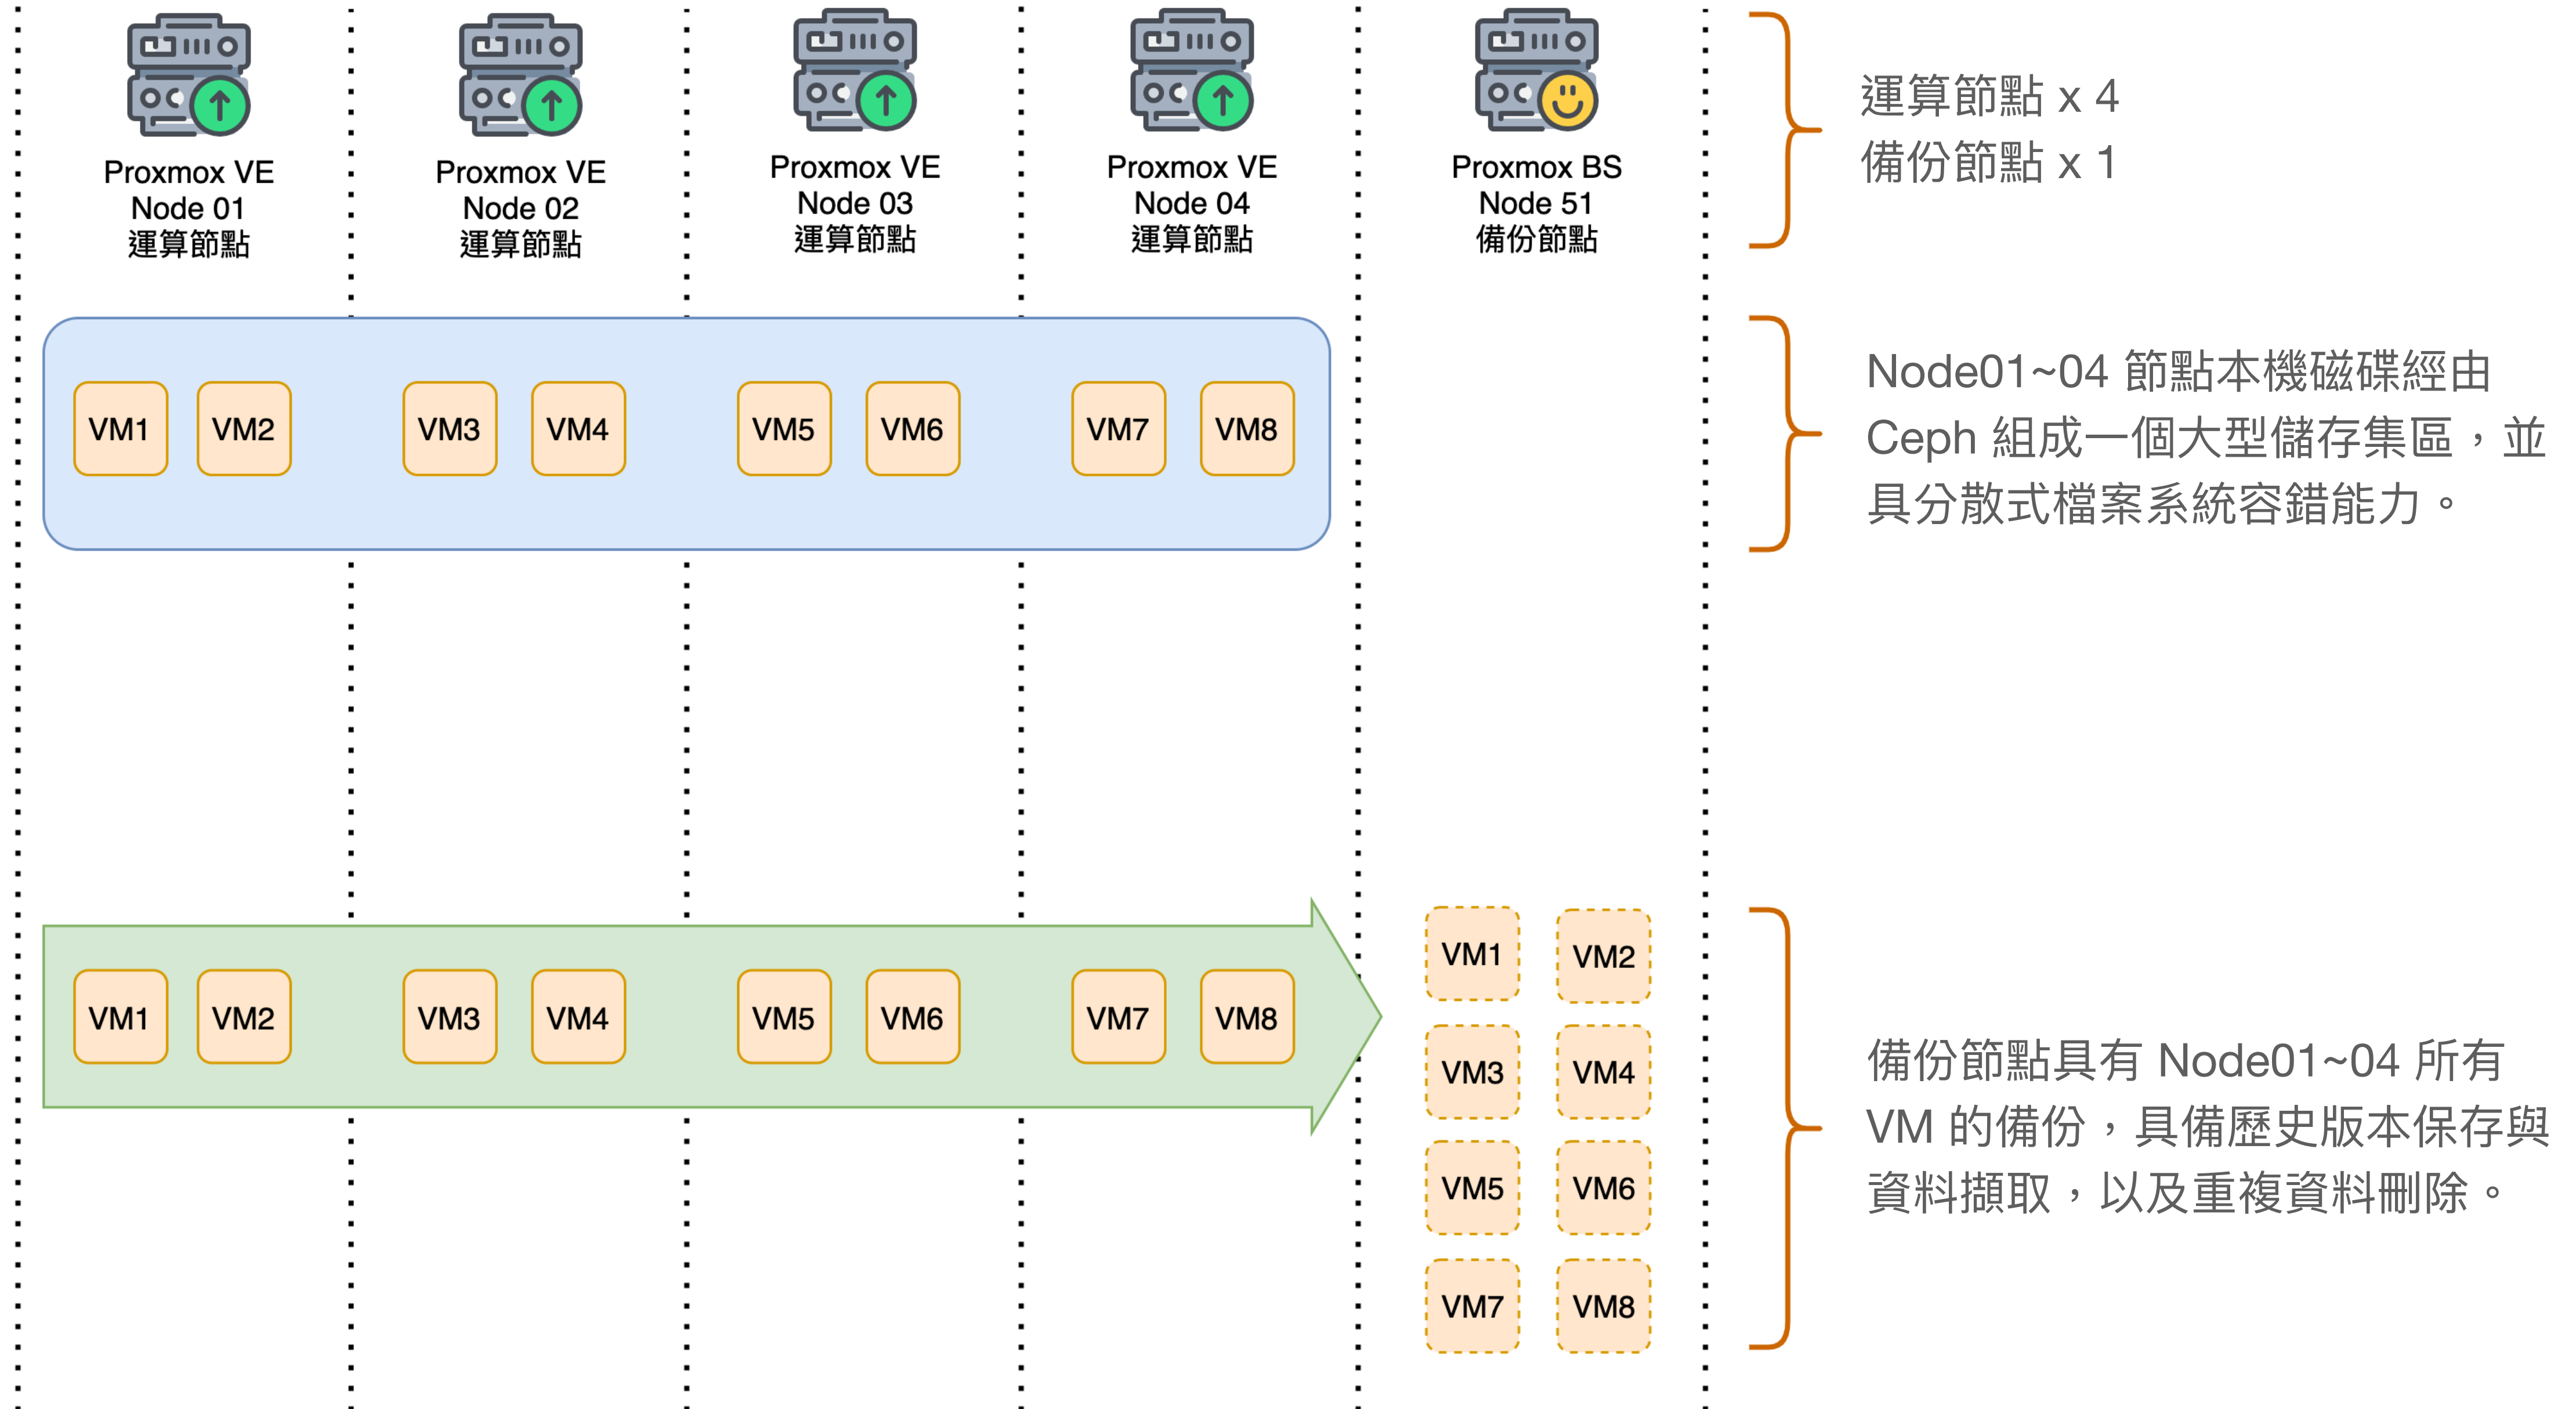 Proxmox VE
Node 01
運算節點
Proxmox VE
Node 02
運算節點
Proxmox VE
Node 03
運算節點
Proxmox VE
Node 04
運算節點
Proxmox BS
Node 51
備份節點
運算節點 x 4
備份節點 x 1
VM1 VM2 VM3 VM4 VM5 VM6 VM7 VM8
Node01~04 節點本機磁碟經由
Ceph 組成一個大型儲存集區，並
具分散式檔案系統容錯能力。
VM1 VM2 VM3 VM4 VM5 VM6 VM7 VM8
VM1 VM2
VM3 VM4
VM5 VM6
VM7 VM8
備份節點具有 Node01~04 所有
VM 的備份，具備歷史版本保存與
資料擷取，以及重複資料刪除。